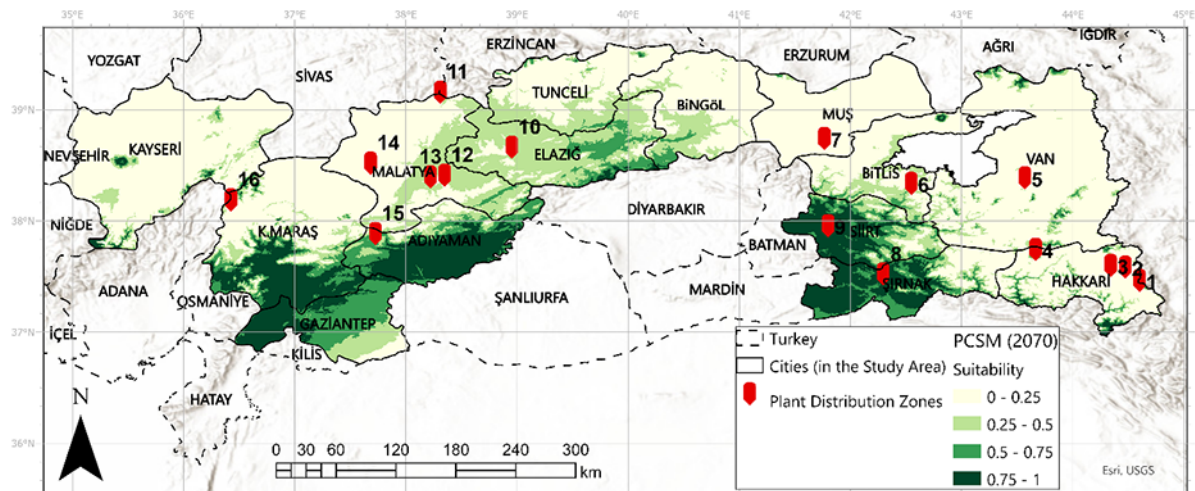 35°E 36°E 37°E 38°E 39°E 40°E 41°E 42°E 43°E 44°E 45°E
YOZGAT SİVAS ERZİNCAN ERZURUM AĞRI IĞDIR
39°N
11
TUNCELİ BİNGöL MUŞ
KAYSERİ 14 13 12 10 ELAZIĞ 7 VAN
NEVŞEHİR MALATYA BİTLİS 6 5
16
38°N
NİĞDE K.MARAŞ 15 ADIYAMAN DİYARBAKIR BATMAN 9 SİİRT 4
8 3 2 1
ADANA OSMANİYE ŞANLIURFA MARDİN ŞIRNAK HAKKARİ
37°N
İÇEL GAZİANTEP
KİLİS
HATAY
36°N
N
0 30 60 120 180 240 300
km
Turkey
Cities (in the Study Area)
Plant Distribution Zones
PCSM (2070)
Suitability
0 - 0.25
0.25 - 0.5
0.5 - 0.75
0.75 - 1
Esri, USGS